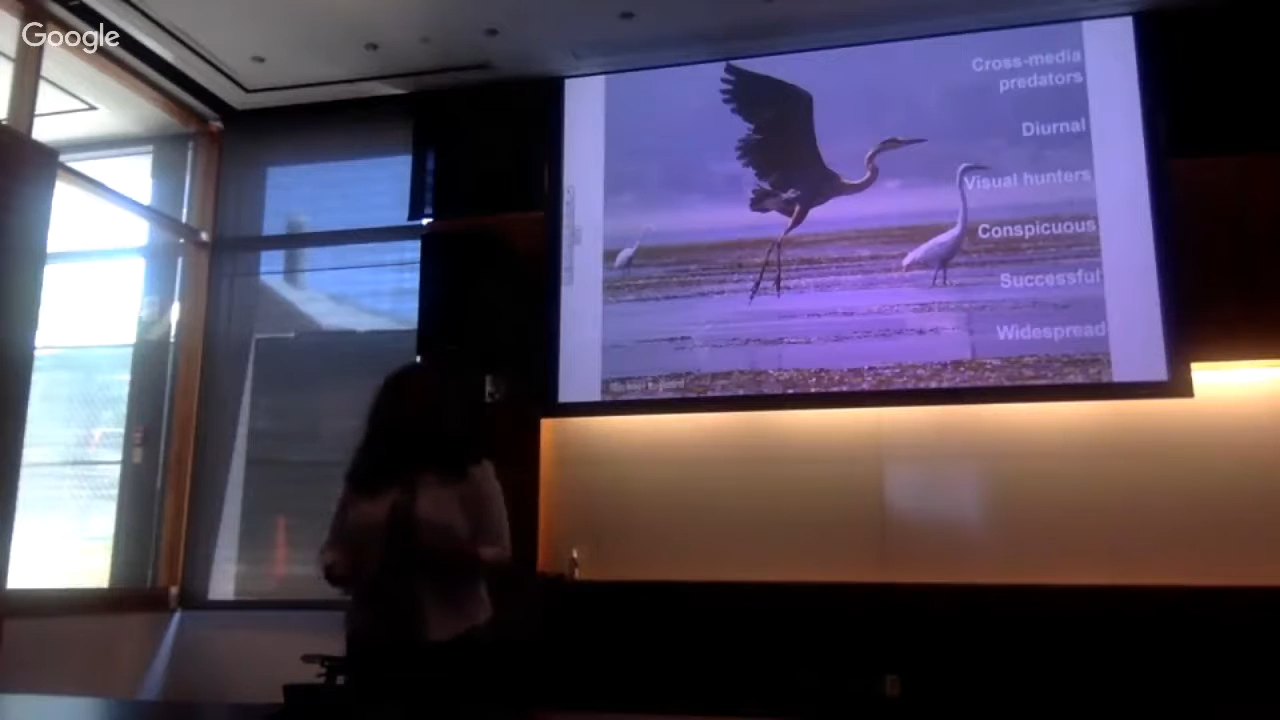 Google
Cross-media
predators
Diurnal
Visual hunters
Conspicuous
Successful
Widespread